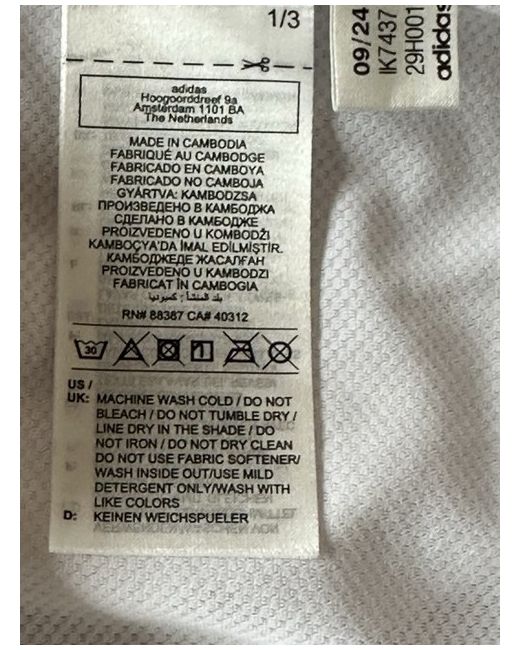 1/3
09/24
IK7437
29H001
adidas
adidas
Hoogoorddreef 9a
Amsterdam 1101 BA
The Netherlands
MADE IN CAMBODIA
FABRIQUÉ AU CAMBODGE
FABRICADO EN CAMBOYA
FABRICADO NO CAMBOJA
GYÁRTVA: KAMBODZSA
ПРОИЗВЕДЕНО В КАМБОДЖА
СДЕЛАНО В КАМБОДЖЕ
PROIZVEDENO U KOMBODŽI
KAMBOÇYA'DA İMAL EDİLMİŞTİR.
КАМБОДЖЕДЕ ЖАСАЛҒАН
PROIZVEDENO U KAMBODZI
FABRICAT ÎN CAMBOGIA
بلد المنشأ : كمبوديا
RN# 88387 CA# 40312
30
US /
UK: MACHINE WASH COLD / DO NOT
BLEACH / DO NOT TUMBLE DRY /
LINE DRY IN THE SHADE / DO
NOT IRON / DO NOT DRY CLEAN
DO NOT USE FABRIC SOFTENER/
WASH INSIDE OUT/USE MILD
DETERGENT ONLY/WASH WITH
LIKE COLORS
D: KEINEN WEICHSPUELER